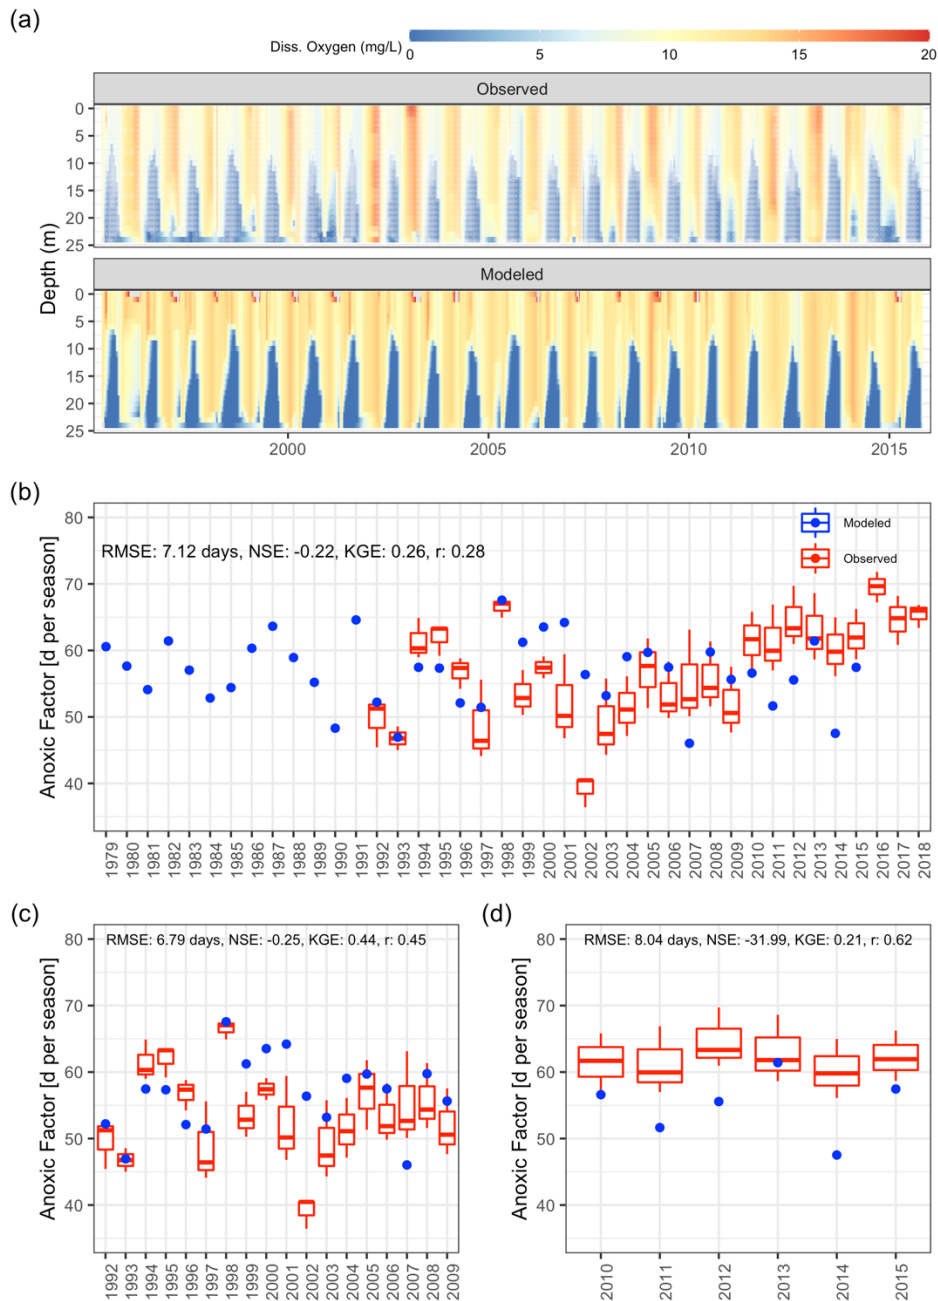 (a)
Diss. Oxygen (mg/L)
0 5 10 15 20
Observed
0
5
10
15
20
25
Depth (m)
Modeled
0
5
10
15
20
25
2000 2005 2010 2015
(b)
80
70
60
50
40
Anoxic Factor [d per season]
RMSE: 7.12 days, NSE: -0.22, KGE: 0.26, r: 0.28
Modeled
Observed
1979 1980 1981 1982 1983 1984 1985 1986 1987 1988 1989 1990 1991 1992 1993 1994 1995 1996 1997 1998 1999 2000 2001 2002 2003 2004 2005 2006 2007 2008 2009 2010 2011 2012 2013 2014 2015 2016 2017 2018
(c)
RMSE: 6.79 days, NSE: -0.25, KGE: 0.44, r: 0.45
80
70
60
50
40
Anoxic Factor [d per season]
1992 1993 1994 1995 1996 1997 1998 1999 2000 2001 2002 2003 2004 2005 2006 2007 2008 2009
(d)
RMSE: 8.04 days, NSE: -31.99, KGE: 0.21, r: 0.62
80
70
60
50
40
Anoxic Factor [d per season]
2010 2011 2012 2013 2014 2015